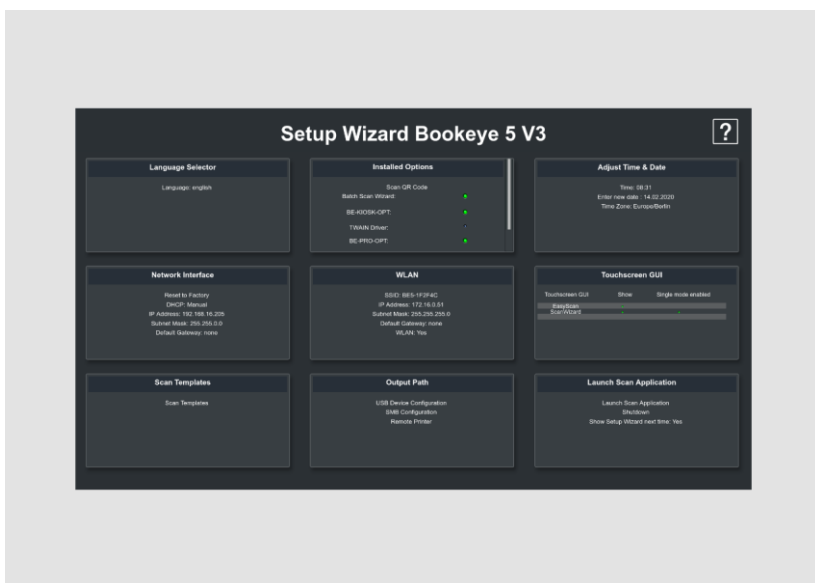 Setup Wizard Bookeye 5 V3
?
Language Selector
Language: english
Installed Options
Scan QR Code
Batch Scan Wizard:
BE-KIOSK-OPT:
TWAIN Driver:
BE-PRO-OPT:
Adjust Time & Date
Time: 08:31
Enter new date : 14.02.2020
Time Zone: Europe/Berlin
Network Interface
Reset to Factory
DHCP: Manual
IP Address: 192.168.16.205
Subnet Mask: 255.255.0.0
Default Gateway: none
WLAN
SSID: BE5-1F2F4C
IP Address: 172.16.0.51
Subnet Mask: 255.255.255.0
Default Gateway: none
WLAN: Yes
Touchscreen GUI
Touchscreen GUI Show Single mode enabled
EasyScan
ScanWizard
Scan Templates
Scan Templates
Output Path
USB Device Configuration
SMB Configuration
Remote Printer
Launch Scan Application
Launch Scan Application
Shutdown
Show Setup Wizard next time: Yes